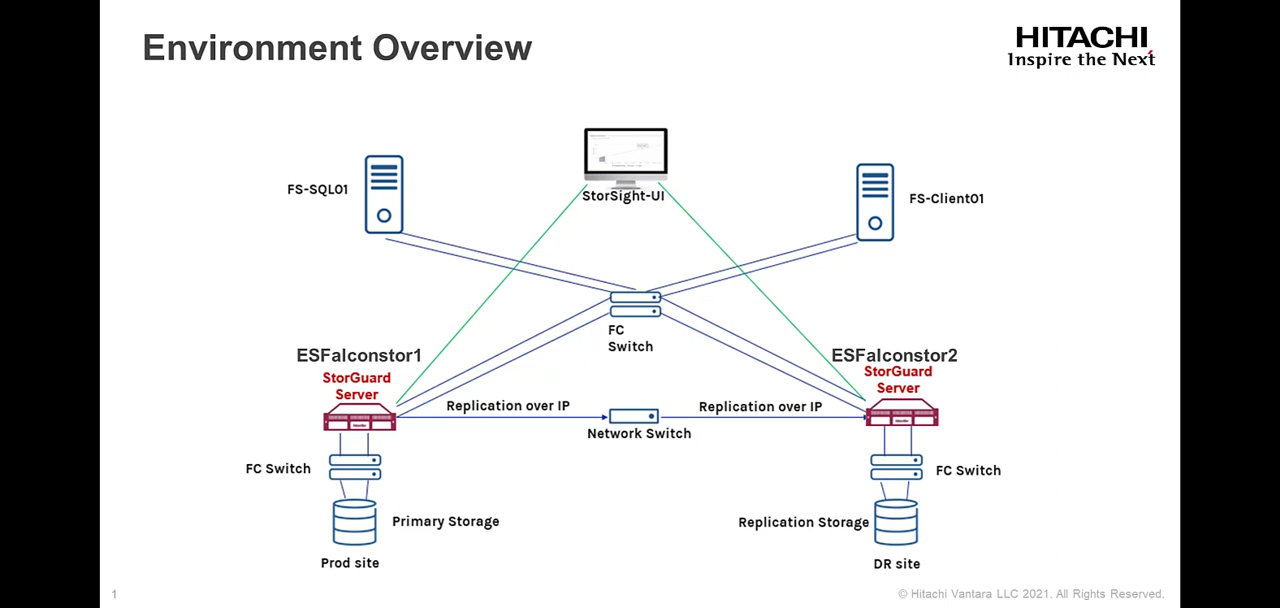 Environment Overview
HITACHI
Inspire the Next
FS-SQL01
StorSight-UI
FS-Client01
FC
Switch
ESFalconstor1
StorGuard
Server
ESFalconstor2
StorGuard
Server
Replication over IP
Replication over IP
Network Switch
FC Switch
FC Switch
Primary Storage
Replication Storage
Prod site
DR site
1
© Hitachi Vantara LLC 2021. All Rights Reserved.